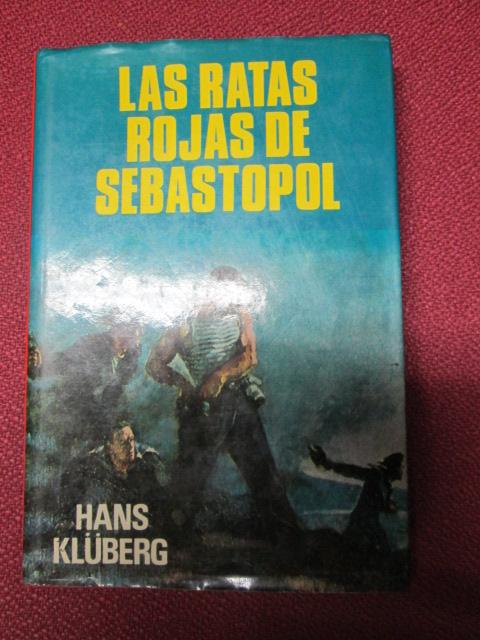 LAS RATAS
ROJAS DE
SEBASTOPOL
HANS
KLÜBERG